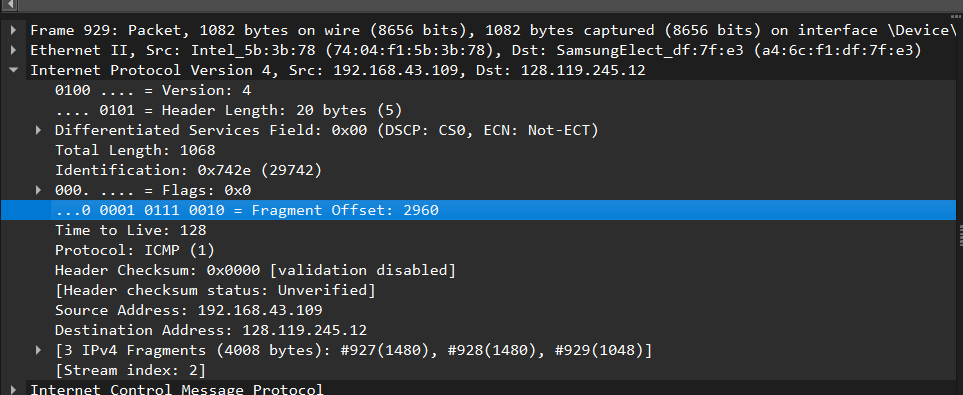 Frame 929: Packet, 1082 bytes on wire (8656 bits), 1082 bytes captured (8656 bits) on interface \Device\
Ethernet II, Src: Intel_5b:3b:78 (74:04:f1:5b:3b:78), Dst: SamsungElect_df:7f:e3 (a4:6c:f1:df:7f:e3)
Internet Protocol Version 4, Src: 192.168.43.109, Dst: 128.119.245.12
0100 .... = Version: 4
.... 0101 = Header Length: 20 bytes (5)
Differentiated Services Field: 0x00 (DSCP: CS0, ECN: Not-ECT)
Total Length: 1068
Identification: 0x742e (29742)
000. .... = Flags: 0x0
...0 0001 0111 0010 = Fragment Offset: 2960
Time to Live: 128
Protocol: ICMP (1)
Header Checksum: 0x0000 [validation disabled]
[Header checksum status: Unverified]
Source Address: 192.168.43.109
Destination Address: 128.119.245.12
[3 IPv4 Fragments (4008 bytes): #927(1480), #928(1480), #929(1048)]
[Stream index: 2]
Internet Control Message Protocol